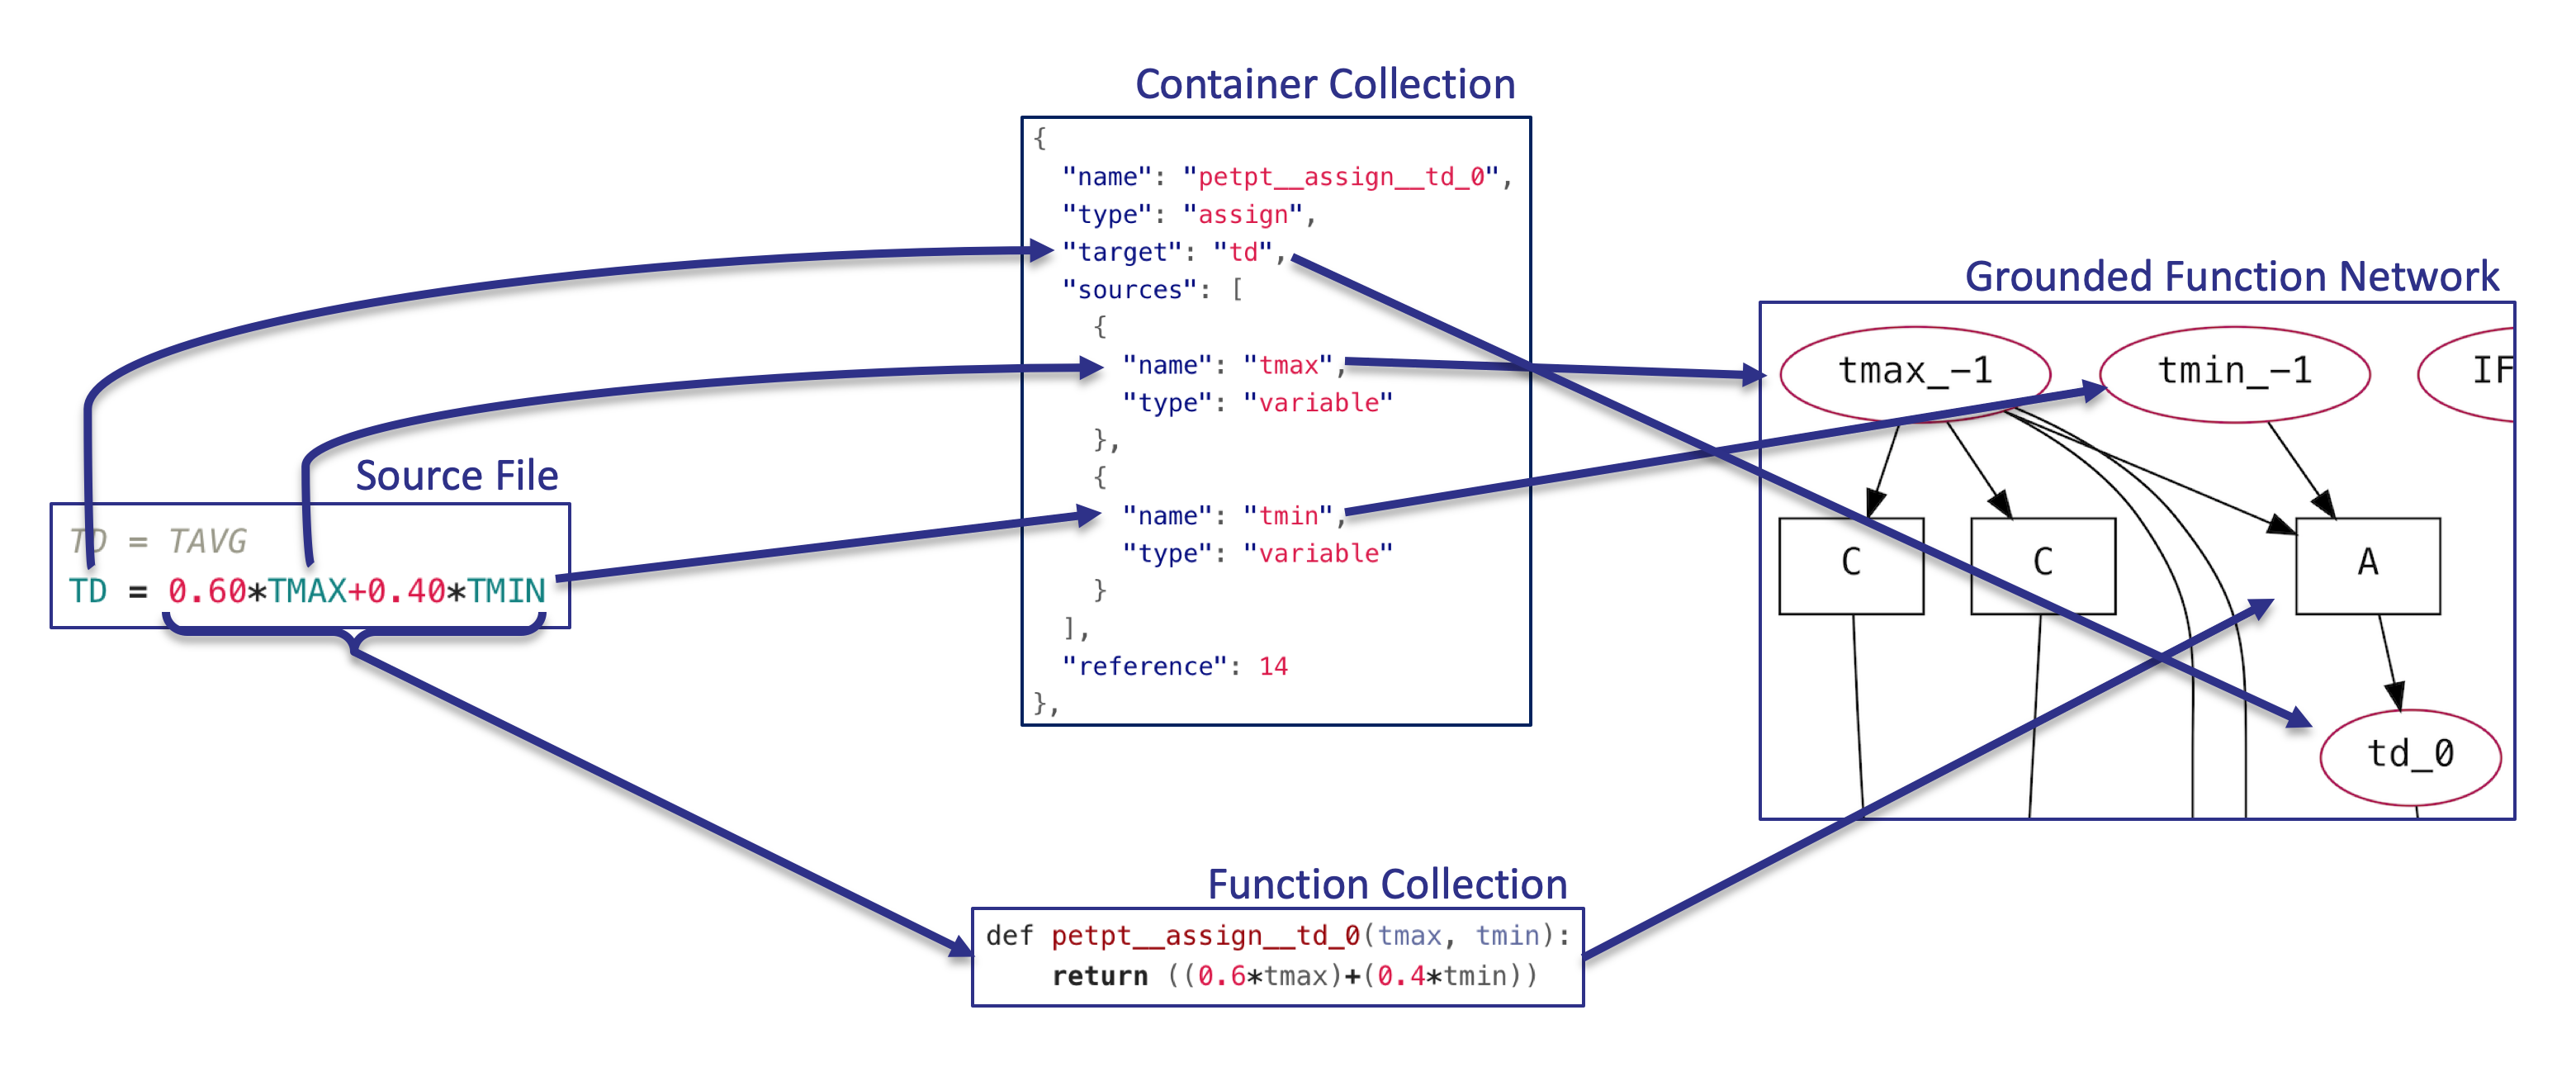 Container Collection
{
"name": "petpt__assign__td_0",
"type": "assign",
"target": "td",
"sources": [
{
"name": "tmax",
"type": "variable"
},
{
"name": "tmin",
"type": "variable"
}
],
"reference": 14
},
Source File
TD = TAVG
TD = 0.60*TMAX+0.40*TMIN
Grounded Function Network
tmax_-1
tmin_-1
IF
C
C
A
td_0
Function Collection
def petpt__assign__td_0(tmax, tmin):
return ((0.6*tmax)+(0.4*tmin))